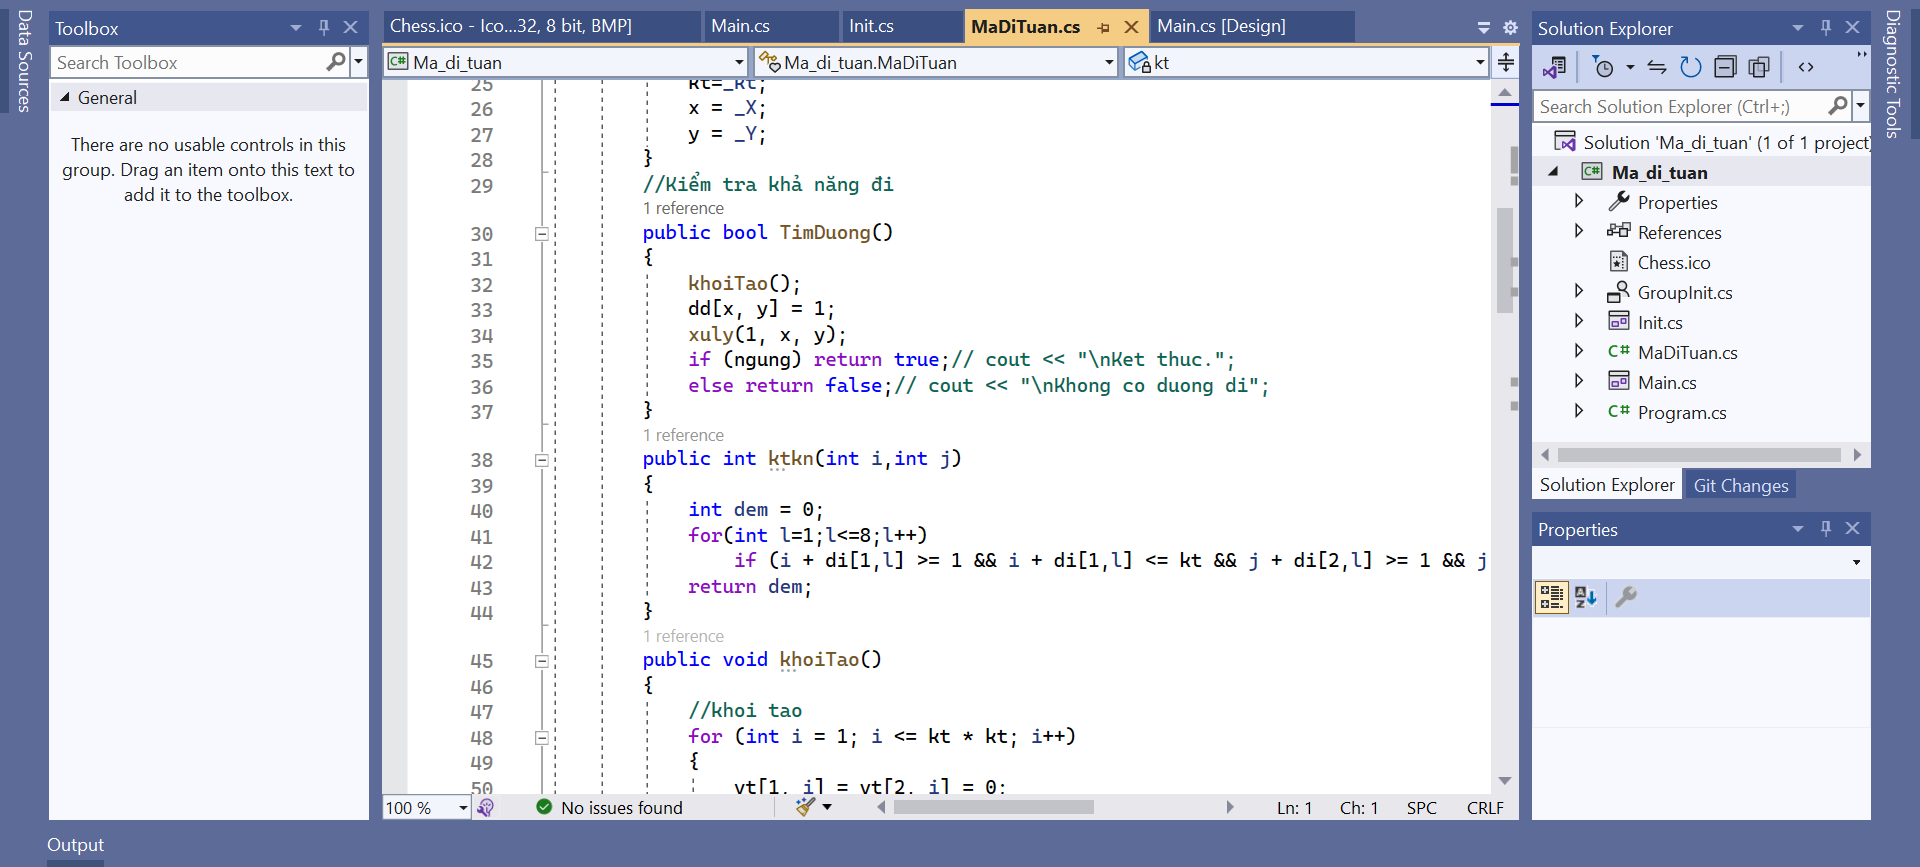 Data Sources
Toolbox
Search Toolbox
General
There are no usable controls in this
group. Drag an item onto this text to
add it to the toolbox.
Chess.ico - Ico...32, 8 bit, BMP]
Main.cs
Init.cs
MaDiTuan.cs
Main.cs [Design]
C# Ma_di_tuan
Ma_di_tuan.MaDiTuan
kt
25 kt=_kt;
26 x = _X;
27 y = _Y;
28 }
29 //Kiểm tra khả năng đi
1 reference
30 public bool TimDuong()
31 {
32 khoiTao();
33 dd[x, y] = 1;
34 xuly(1, x, y);
35 if (ngung) return true;// cout << "\nKet thuc.";
36 else return false;// cout << "\nKhong co duong di";
37 }
1 reference
38 public int ktkn(int i,int j)
39 {
40 int dem = 0;
41 for(int l=1;l<=8;l++)
42 if (i + di[1,l] >= 1 && i + di[1,l] <= kt && j + di[2,l] >= 1 && j
43 return dem;
44 }
1 reference
45 public void khoiTao()
46 {
47 //khoi tao
48 for (int i = 1; i <= kt * kt; i++)
49 {
50 vt[1, i] = vt[2, i] = 0;
100 %
No issues found
Ln: 1
Ch: 1
SPC
CRLF
Output
Solution Explorer
Search Solution Explorer (Ctrl+;)
Solution 'Ma_di_tuan' (1 of 1 project)
C# Ma_di_tuan
Properties
References
Chess.ico
GroupInit.cs
Init.cs
C# MaDiTuan.cs
Main.cs
C# Program.cs
Solution Explorer
Git Changes
Properties
Diagnostic Tools